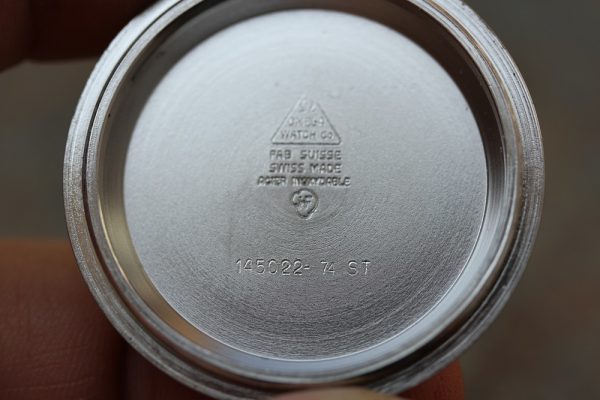 Ω
OMEGA
WATCH Co
FAB SUISSE
SWISS MADE
ACIER INOXYDABLE
145022- 74 ST